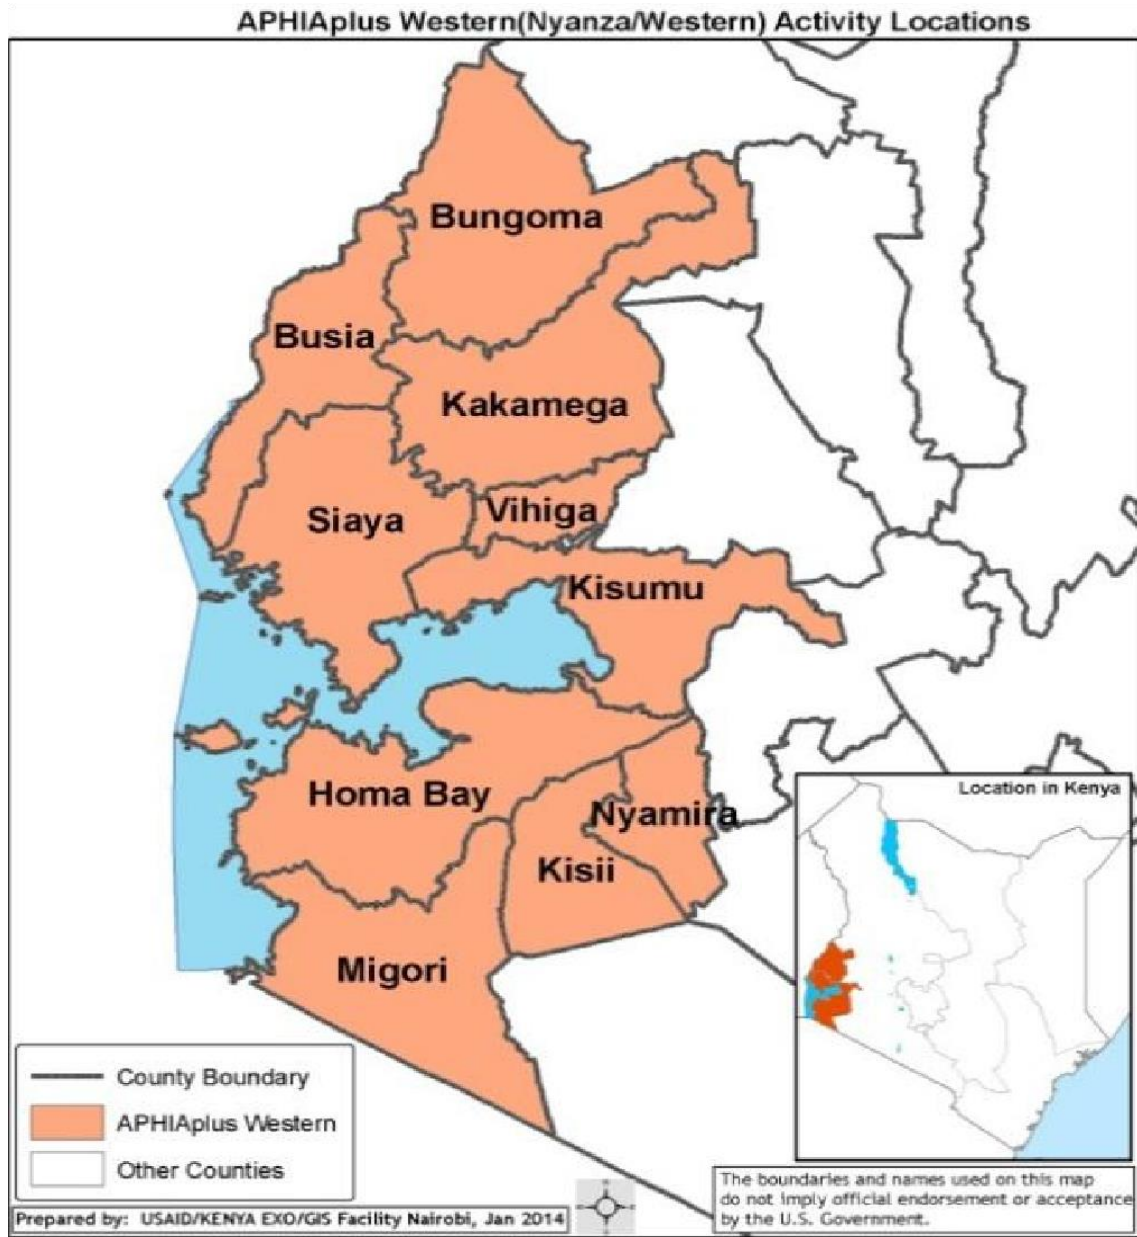 APHIAplus Western(Nyanza/Western) Activity Locations
Bungoma
Busia
Kakamega
Siaya
Vihiga
Kisumu
Homa Bay
Nyamira
Kisii
Migori
Location in Kenya
County Boundary
APHIAplus Western
Other Counties
Prepared by: USAID/KENYA EXO/GIS Facility Nairobi, Jan 2014
The boundaries and names used on this map
do not imply official endorsement or acceptance
by the U.S. Government.